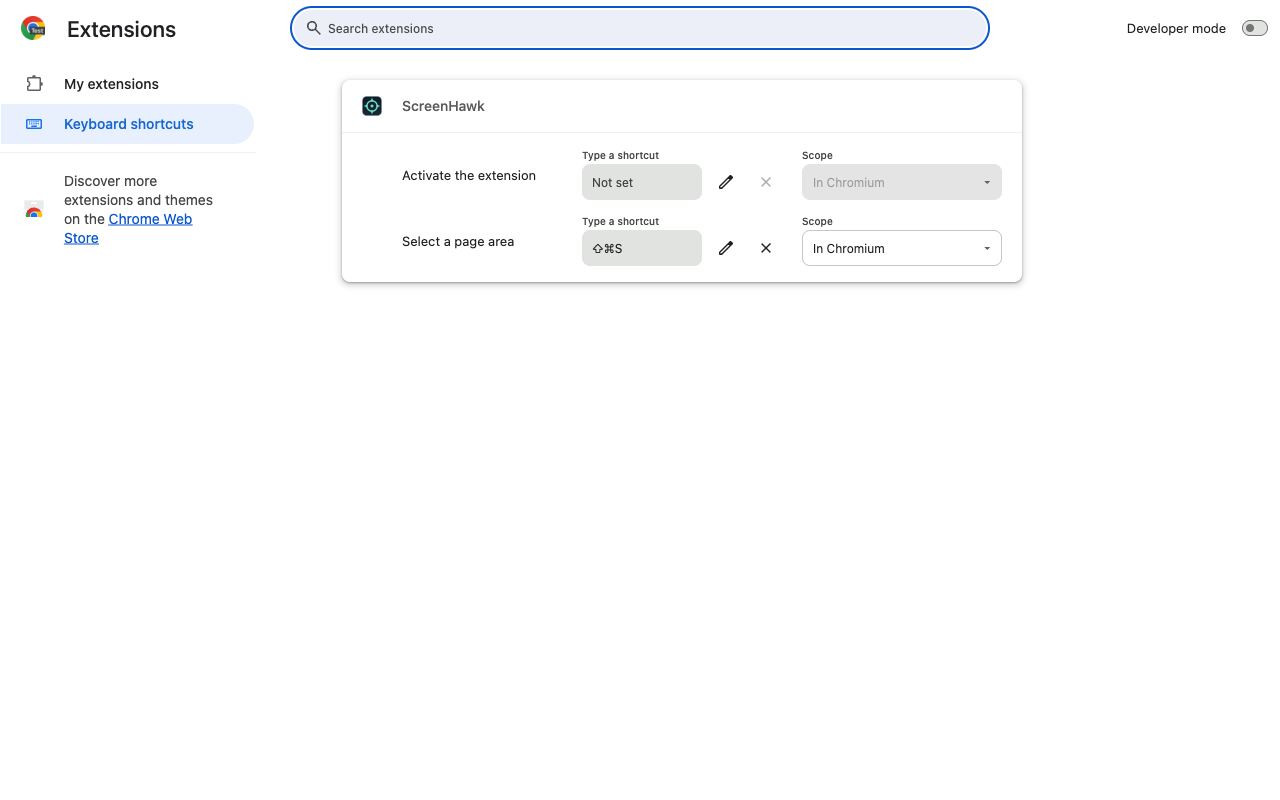 Extensions
Search extensions
Developer mode
My extensions
Keyboard shortcuts
Discover more
extensions and themes
on the Chrome Web
Store
ScreenHawk
Activate the extension
Type a shortcut
Not set
Scope
In Chromium
Select a page area
Type a shortcut
⇧⌘S
Scope
In Chromium